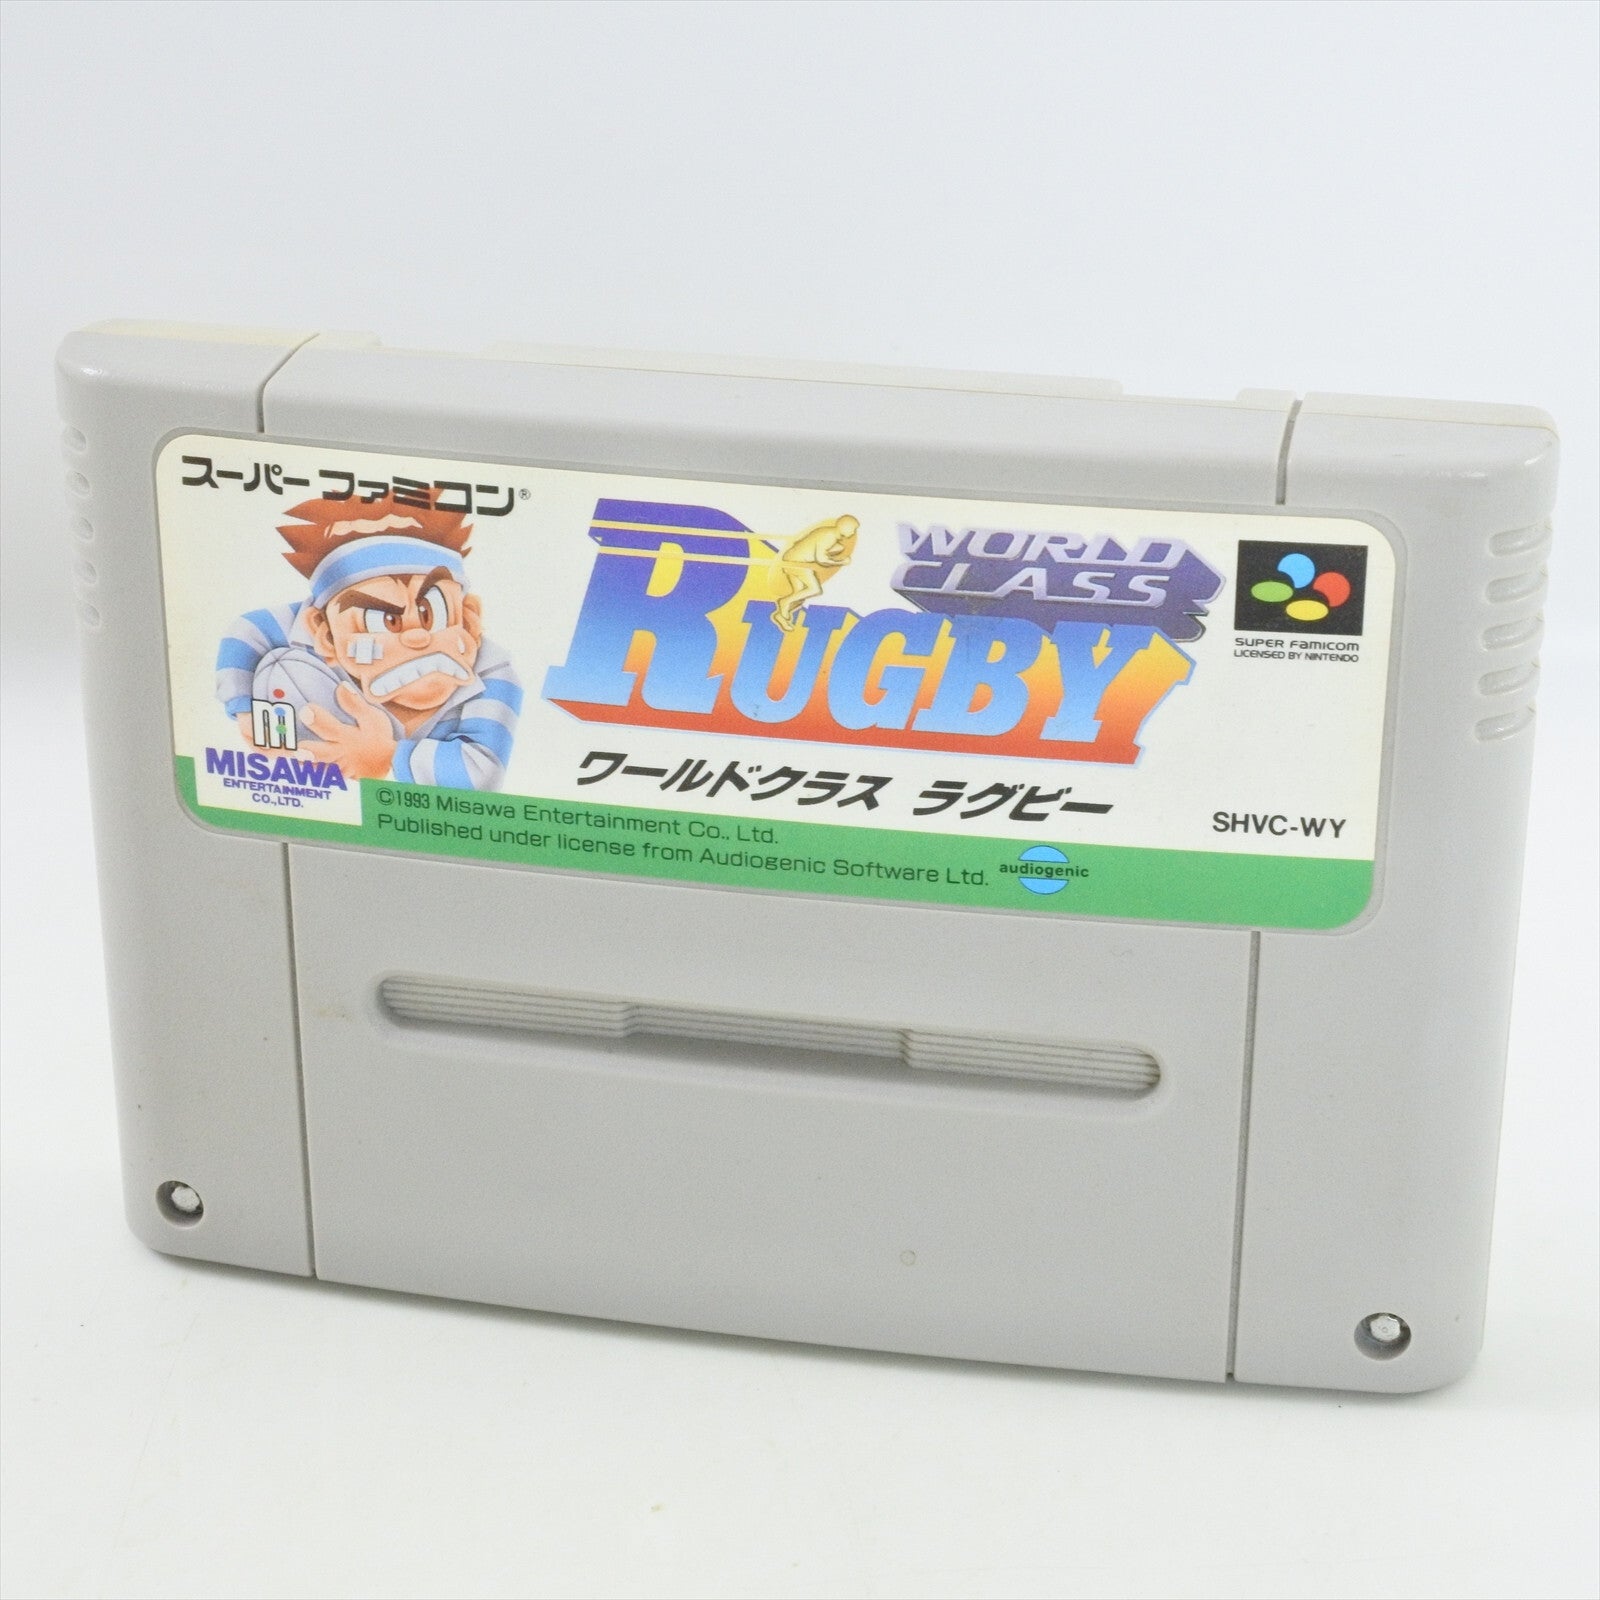 スーパーファミコン®
WORLD
CLASS
RUGBY
ワールドクラス ラグビー
SUPER FAMICOM
LICENSED BY NINTENDO
m
MISAWA
ENTERTAINMENT
CO.,LTD.
SHVC-WY
©1993 Misawa Entertainment Co., Ltd.
Published under license from Audiogenic Software Ltd.
audiogenic